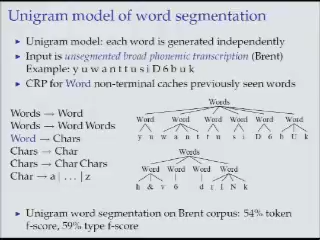 Unigram model of word segmentation
Unigram model: each word is generated independently
Input is unsegmented broad phonemic transcription (Brent)
Example: y u w a n t t u s i D 6 b u k
CRP for Word non-terminal caches previously seen words
Words → Word
Words → Word Words
Word → Chars
Chars → Char
Chars → Char Chars
Char → a | … | z
Words
Word Word Word Word Word
y u w a n t t u s i D 6 b U k
Words
Word Word Word
h & v 6 d r I N k
Unigram word segmentation on Brent corpus: 54% token
f-score, 59% type f-score